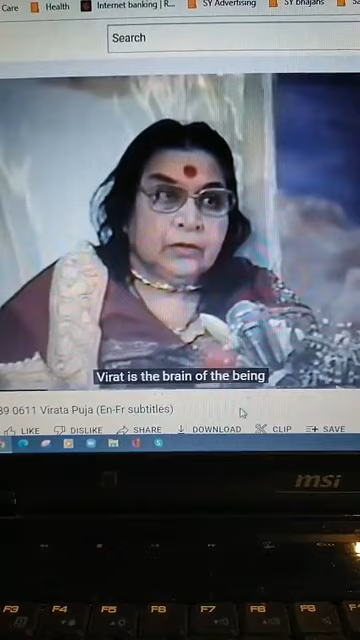 Care Health Internet banking | R... SY Advertising SY bhajans
Search
Virat is the brain of the being
89 0611 Virata Puja (En-Fr subtitles)
LIKE DISLIKE SHARE DOWNLOAD CLIP SAVE
msi
F3 F4 F5 F6 F7 F8 F9